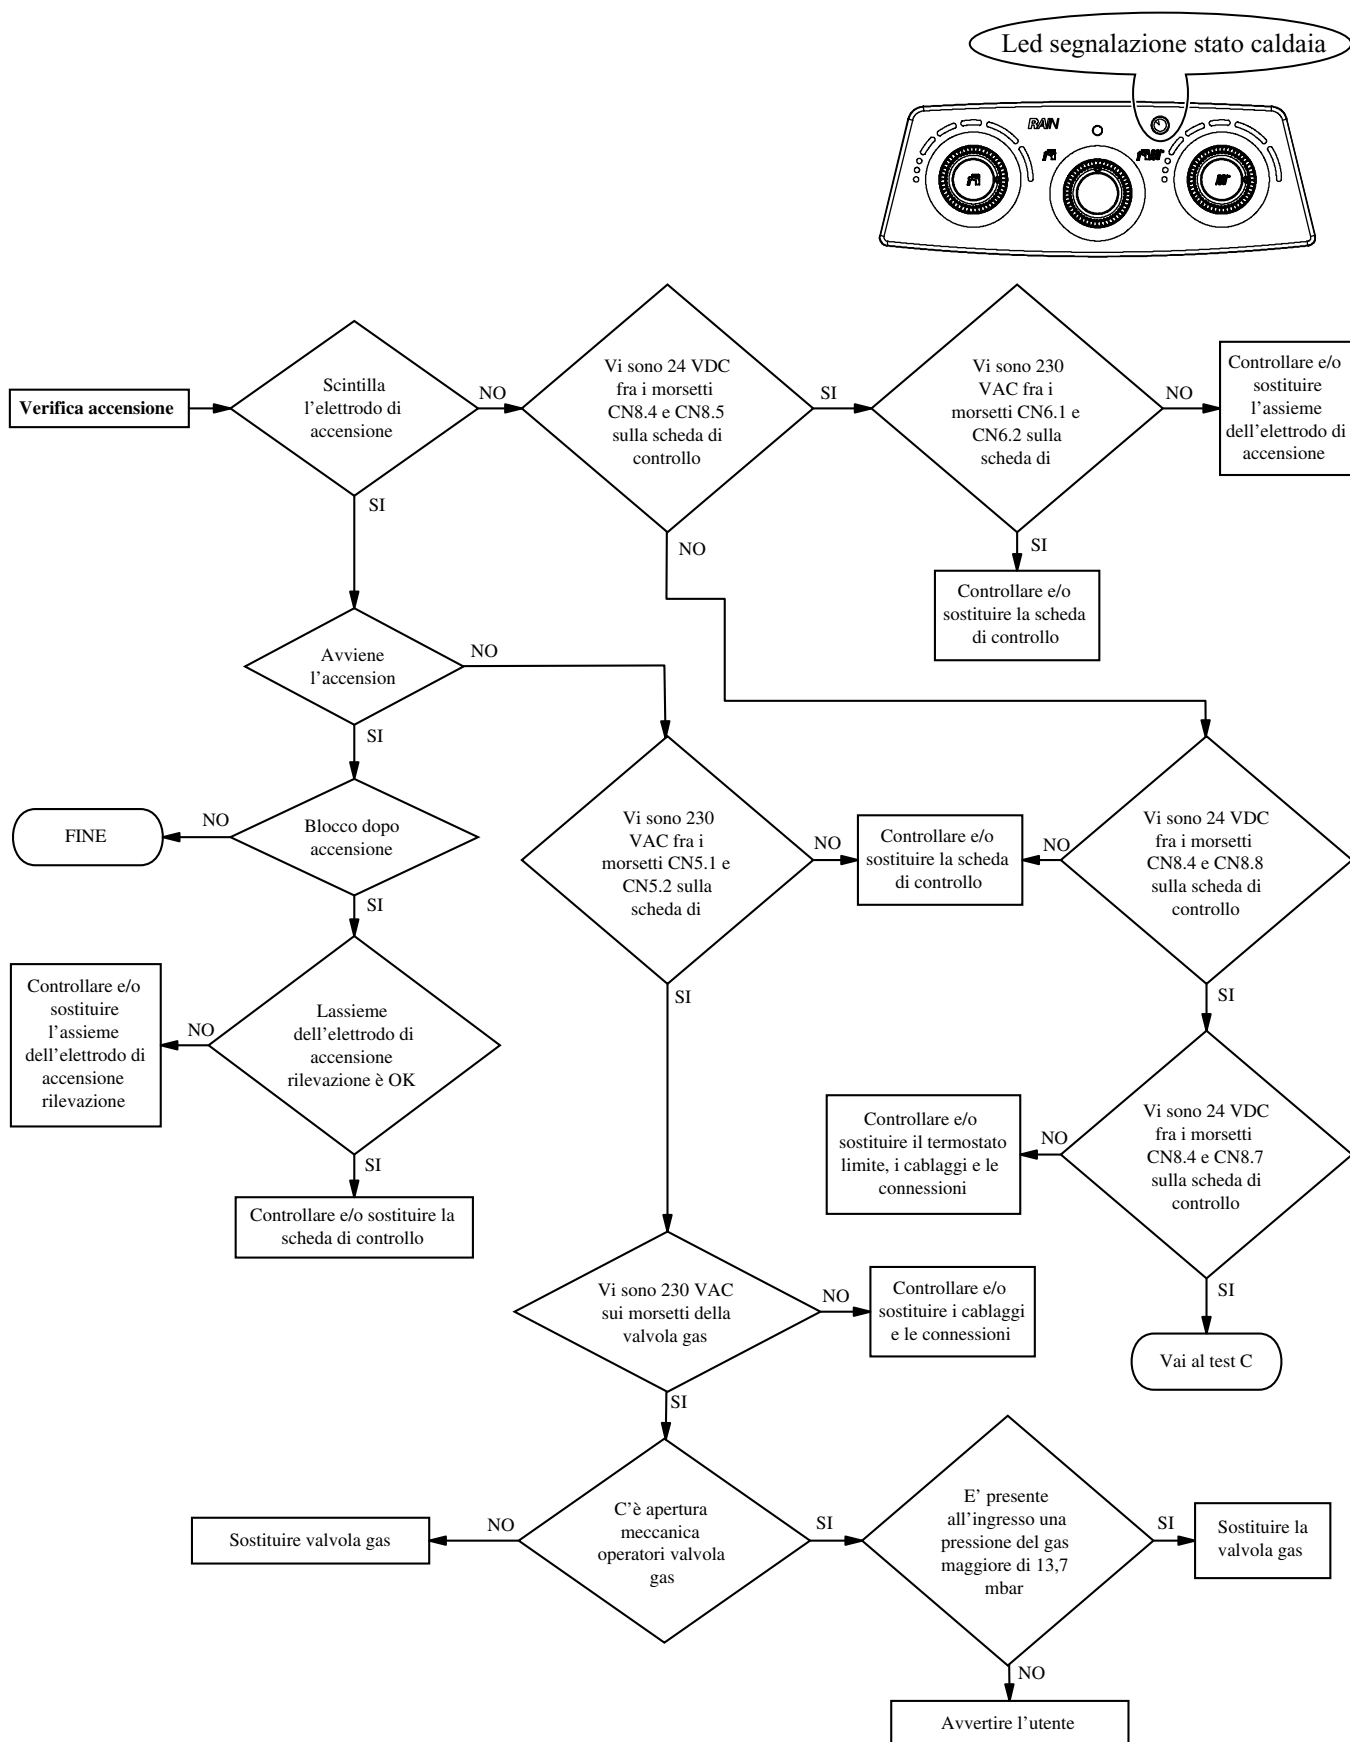 Led segnalazione stato caldaia
RAIN
Verifica accensione
Scintilla
l'elettrodo di
accensione
NO
Vi sono 24 VDC
fra i morsetti
CN8.4 e CN8.5
sulla scheda di
controllo
SI
Vi sono 230
VAC fra i
morsetti CN6.1 e
CN6.2 sulla
scheda di
NO
Controllare e/o
sostituire
l'assieme
dell'elettrodo di
accensione
SI
NO
SI
Controllare e/o
sostituire la scheda
di controllo
Avviene
l'accension
NO
SI
Vi sono 230
VAC fra i
morsetti CN5.1 e
CN5.2 sulla
scheda di
NO
Controllare e/o
sostituire la scheda
di controllo
NO
Vi sono 24 VDC
fra i morsetti
CN8.4 e CN8.8
sulla scheda di
controllo
FINE
NO
Blocco dopo
accensione
SI
SI
SI
Controllare e/o
sostituire
l'assieme
dell'elettrodo di
accensione
rilevazione
NO
Lassieme
dell'elettrodo di
accensione
rilevazione è OK
SI
Controllare e/o sostituire la
scheda di controllo
Controllare e/o
sostituire il termostato
limite, i cablaggi e le
connessioni
NO
Vi sono 24 VDC
fra i morsetti
CN8.4 e CN8.7
sulla scheda di
controllo
SI
Vai al test C
Vi sono 230 VAC
sui morsetti della
valvola gas
NO
Controllare e/o
sostituire i cablaggi
e le connessioni
SI
Sostituire valvola gas
NO
C'è apertura
meccanica
operatori valvola
gas
SI
E' presente
all'ingresso una
pressione del gas
maggiore di 13,7
mbar
SI
Sostituire la
valvola gas
NO
Avvertire l'utente